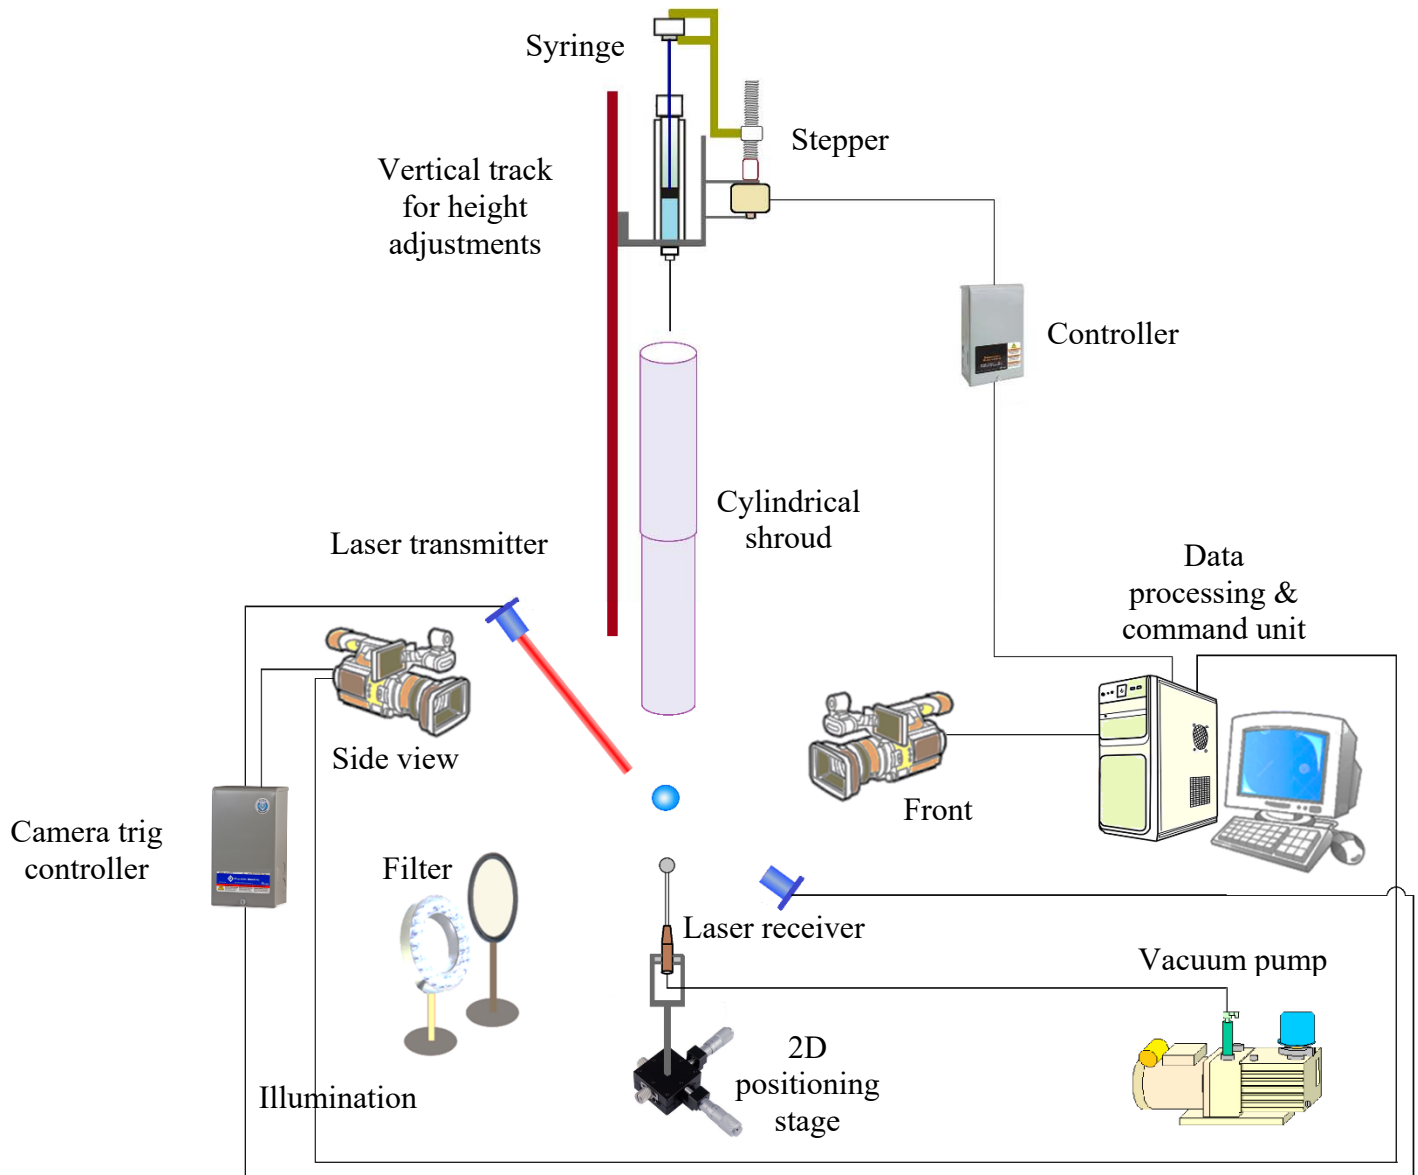 Syringe
Stepper
Vertical track
for height
adjustments
Controller
Cylindrical
shroud
Laser transmitter
Data
processing &
command unit
Side view
Front
Camera trig
controller
Filter
Laser receiver
Vacuum pump
2D
positioning
stage
Illumination